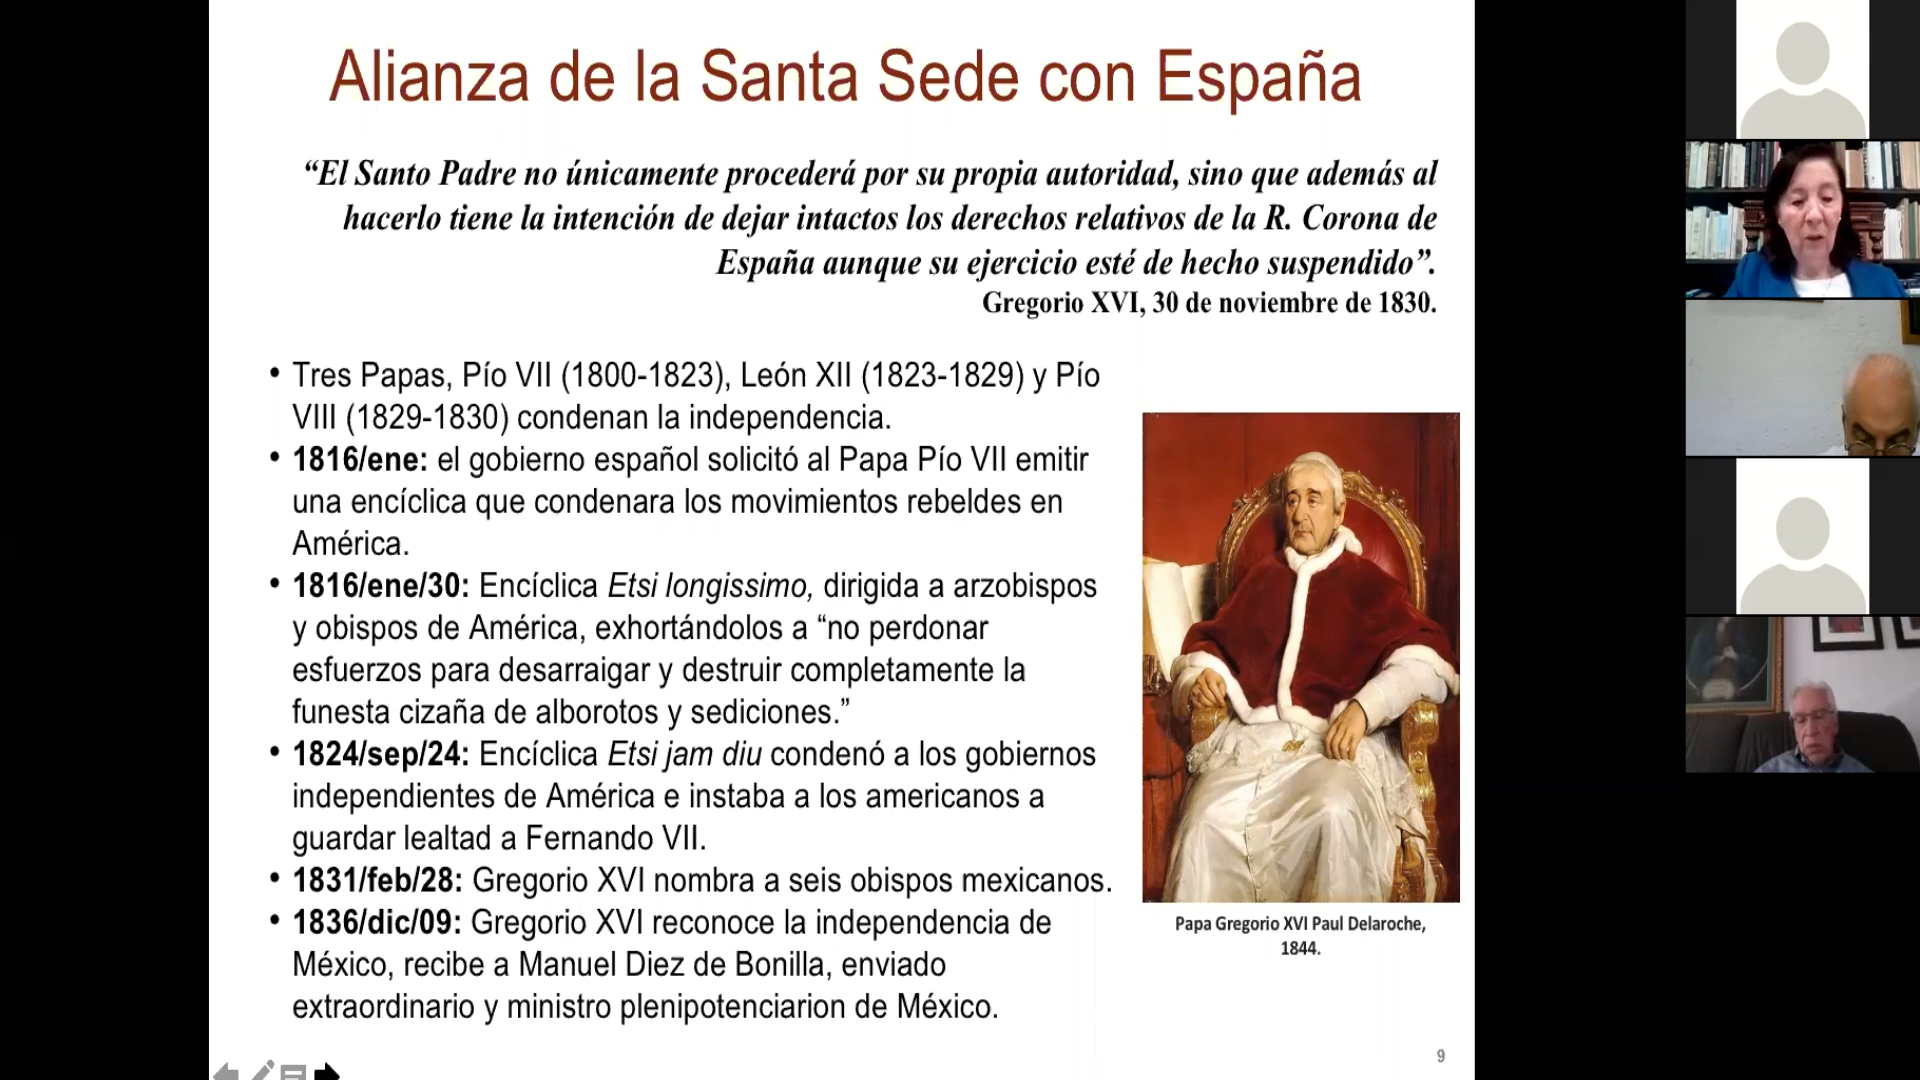 Alianza de la Santa Sede con España
“El Santo Padre no únicamente procederá por su propia autoridad, sino que además al
hacerlo tiene la intención de dejar intactos los derechos relativos de la R. Corona de
España aunque su ejercicio esté de hecho suspendido”.
Gregorio XVI, 30 de noviembre de 1830.
• Tres Papas, Pío VII (1800-1823), León XII (1823-1829) y Pío
VIII (1829-1830) condenan la independencia.
• 1816/ene: el gobierno español solicitó al Papa Pío VII emitir
una encíclica que condenara los movimientos rebeldes en
América.
• 1816/ene/30: Encíclica Etsi longissimo, dirigida a arzobispos
y obispos de América, exhortándolos a “no perdonar
esfuerzos para desarraigar y destruir completamente la
funesta cizaña de alborotos y sediciones.”
• 1824/sep/24: Encíclica Etsi jam diu condenó a los gobiernos
independientes de América e instaba a los americanos a
guardar lealtad a Fernando VII.
• 1831/feb/28: Gregorio XVI nombra a seis obispos mexicanos.
• 1836/dic/09: Gregorio XVI reconoce la independencia de
México, recibe a Manuel Diez de Bonilla, enviado
extraordinario y ministro plenipotenciarion de México.
Papa Gregorio XVI Paul Delaroche,
1844.
9